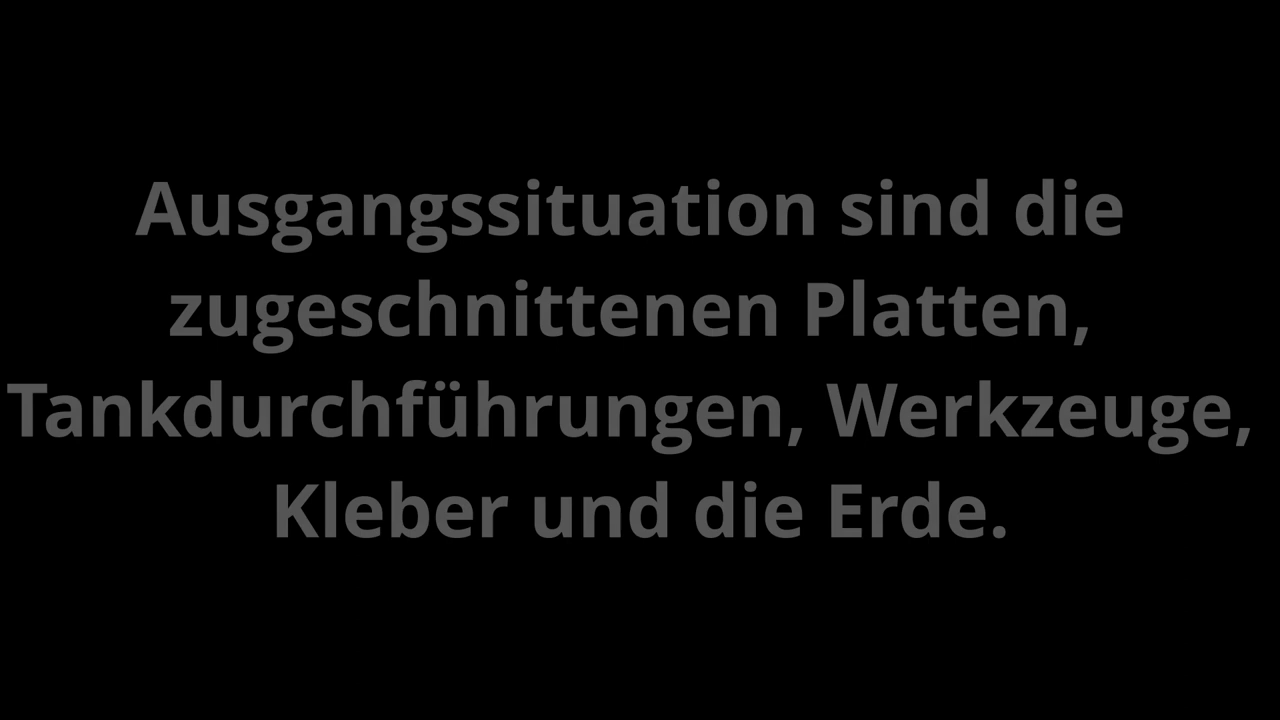 Ausgangssituation sind die
zugeschnittenen Platten,
Tankdurchführungen, Werkzeuge,
Kleber und die Erde.